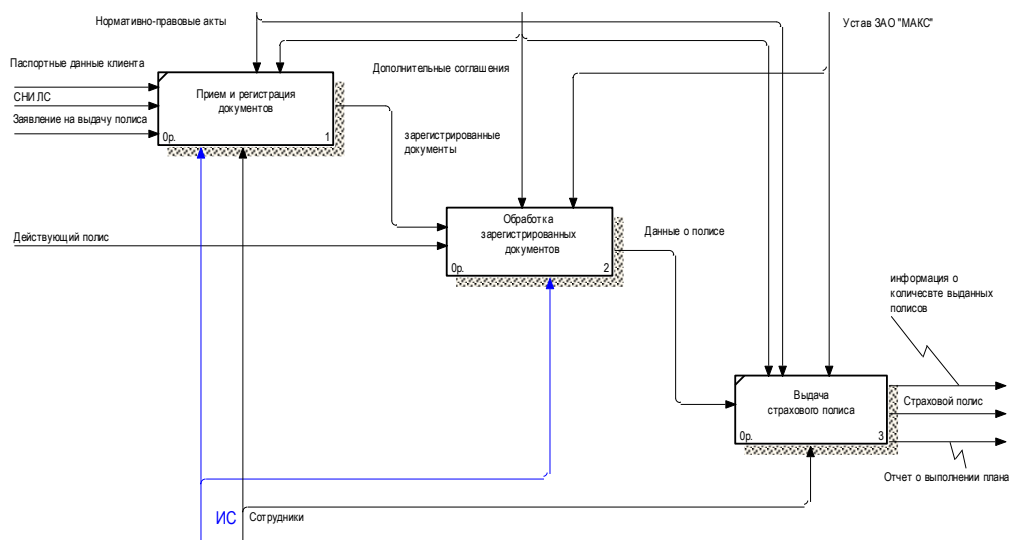 Нормативно-правовые акты
Устав ЗАО "МАКС"
Паспортные данные клиента
СНИЛС
Заявление на выдачу полиса
Прием и регистрация
документов
0р.
1
Дополнительные соглашения
зарегистрированные
документы
Действующий полис
Обработка
зарегистрированных
документов
0р.
2
Данные о полисе
информация о
количесвте выданных
полисов
Выдача
страхового полиса
0р.
3
Страховой полис
Отчет о выполнении плана
ИС
Сотрудники